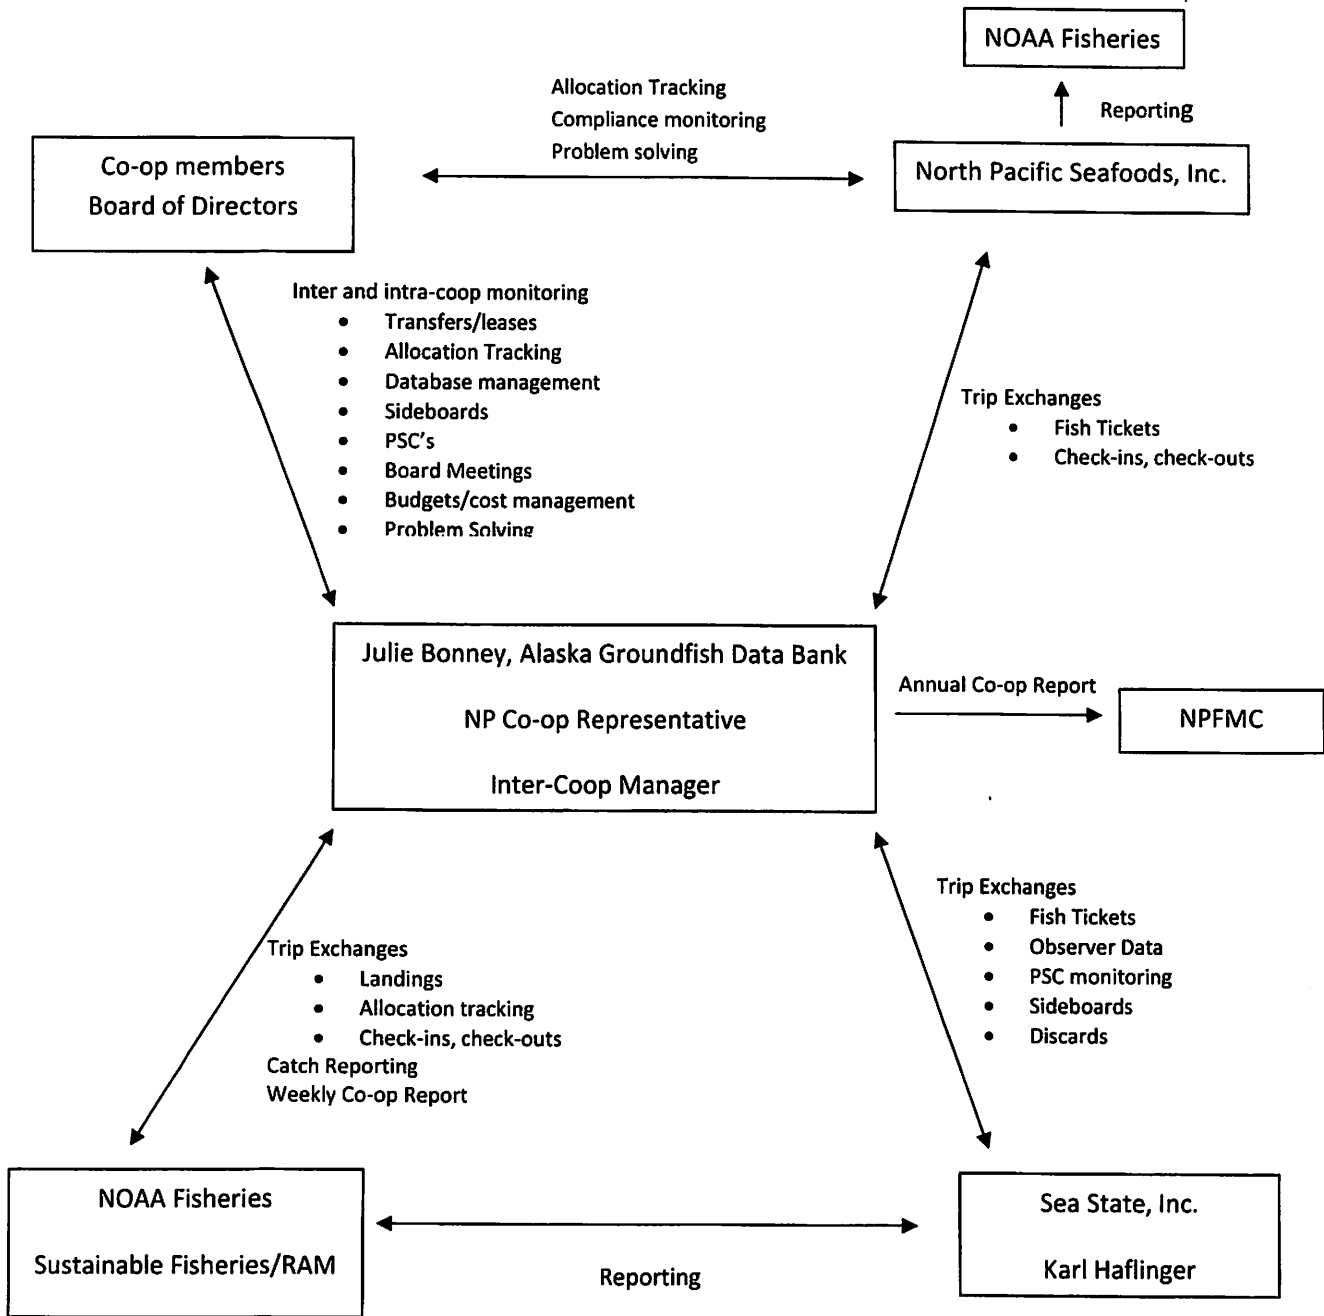 NOAA Fisheries
Reporting
Allocation Tracking
Compliance monitoring
Problem solving
Co-op members
Board of Directors
North Pacific Seafoods, Inc.
Inter and intra-coop monitoring
• Transfers/leases
• Allocation Tracking
• Database management
• Sideboards
• PSC's
• Board Meetings
• Budgets/cost management
• Problem Solving
Trip Exchanges
• Fish Tickets
• Check-ins, check-outs
Julie Bonney, Alaska Groundfish Data Bank
NP Co-op Representative
Inter-Coop Manager
Annual Co-op Report
NPFMC
Trip Exchanges
• Landings
• Allocation tracking
• Check-ins, check-outs
Catch Reporting
Weekly Co-op Report
Trip Exchanges
• Fish Tickets
• Observer Data
• PSC monitoring
• Sideboards
• Discards
NOAA Fisheries
Sustainable Fisheries/RAM
Reporting
Sea State, Inc.
Karl Haflinger